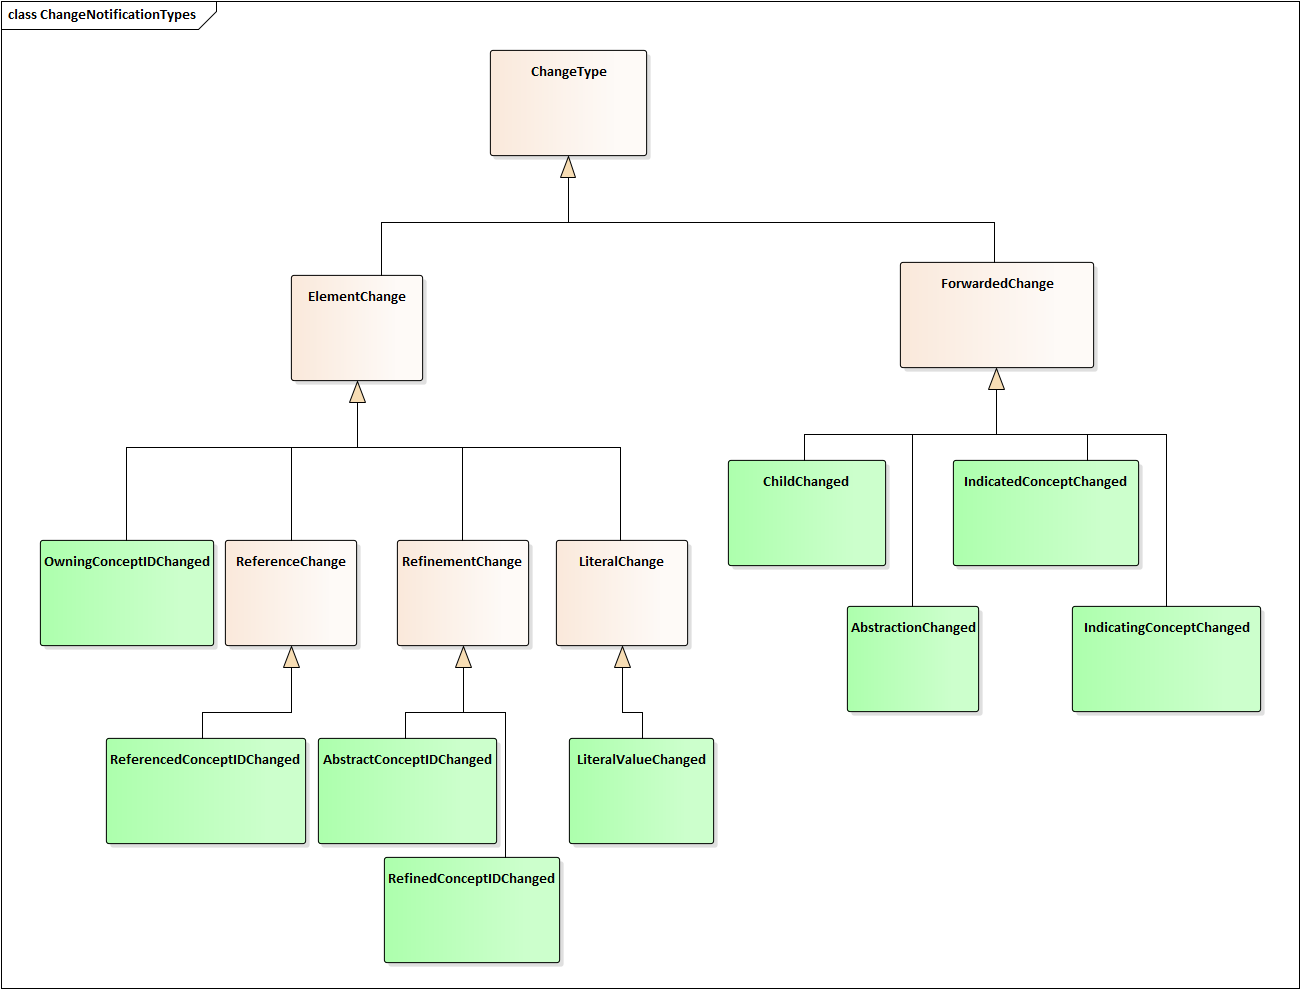 class ChangeNotificationTypes
ChangeType
ElementChange
ForwardedChange
ChildChanged
IndicatedConceptChanged
OwningConceptIDChanged
ReferenceChange
RefinementChange
LiteralChange
AbstractionChanged
IndicatingConceptChanged
ReferencedConceptIDChanged
AbstractConceptIDChanged
LiteralValueChanged
RefinedConceptIDChanged